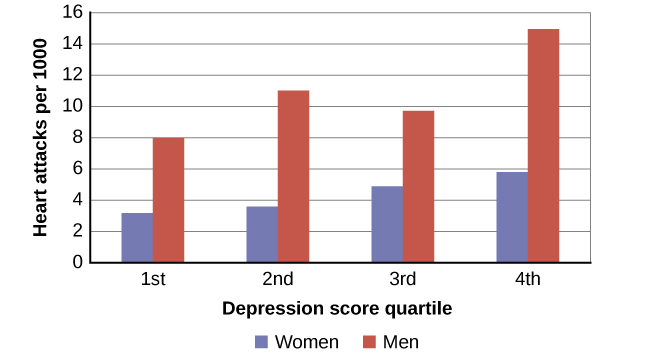 Heart attacks per 1000
16
14
12
10
8
6
4
2
0
1st 2nd 3rd 4th
Depression score quartile
Women Men